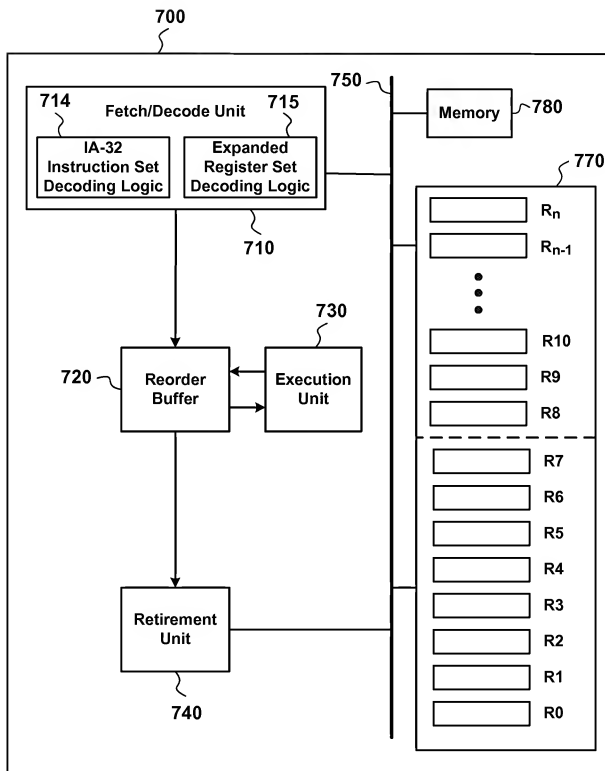 700
714
Fetch/Decode Unit
715
IA-32
Instruction Set
Decoding Logic
Expanded
Register Set
Decoding Logic
710
750
Memory
780
770
Rn
Rn-1
R10
R9
R8
R7
R6
R5
R4
R3
R2
R1
R0
720
Reorder
Buffer
730
Execution
Unit
Retirement
Unit
740